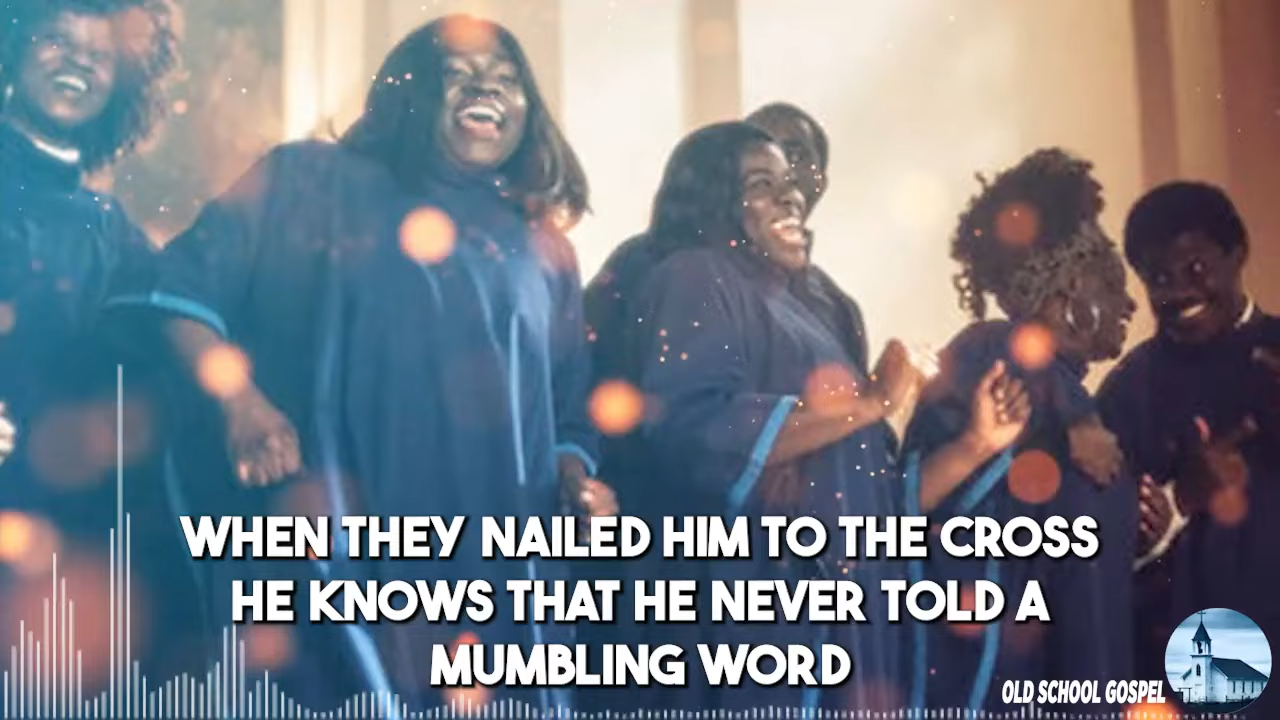 WHEN THEY NAILED HIM TO THE CROSS
HE KNOWS THAT HE NEVER TOLD A
MUMBLING WORD
OLD SCHOOL GOSPEL